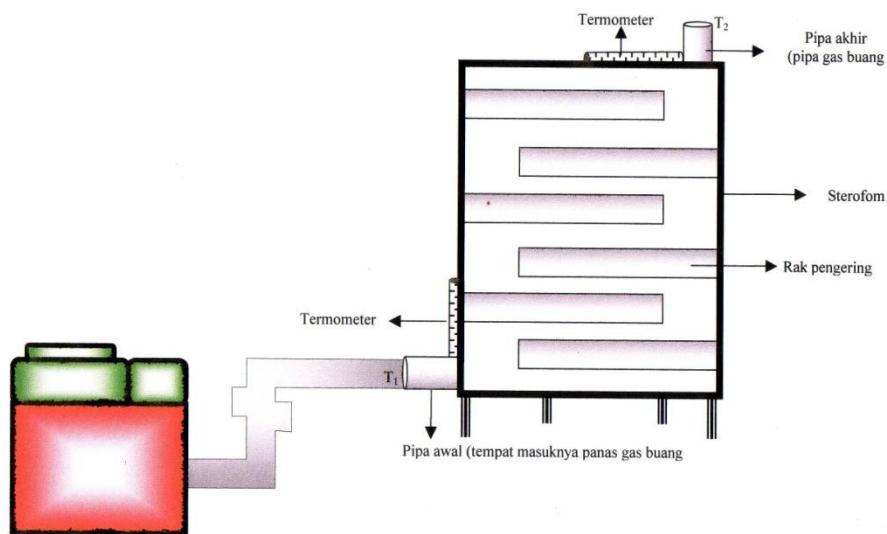 Termometer
T2
Pipa akhir
(pipa gas buang
Sterofom
Rak pengering
Termometer
T1
Pipa awal (tempat masuknya panas gas buang